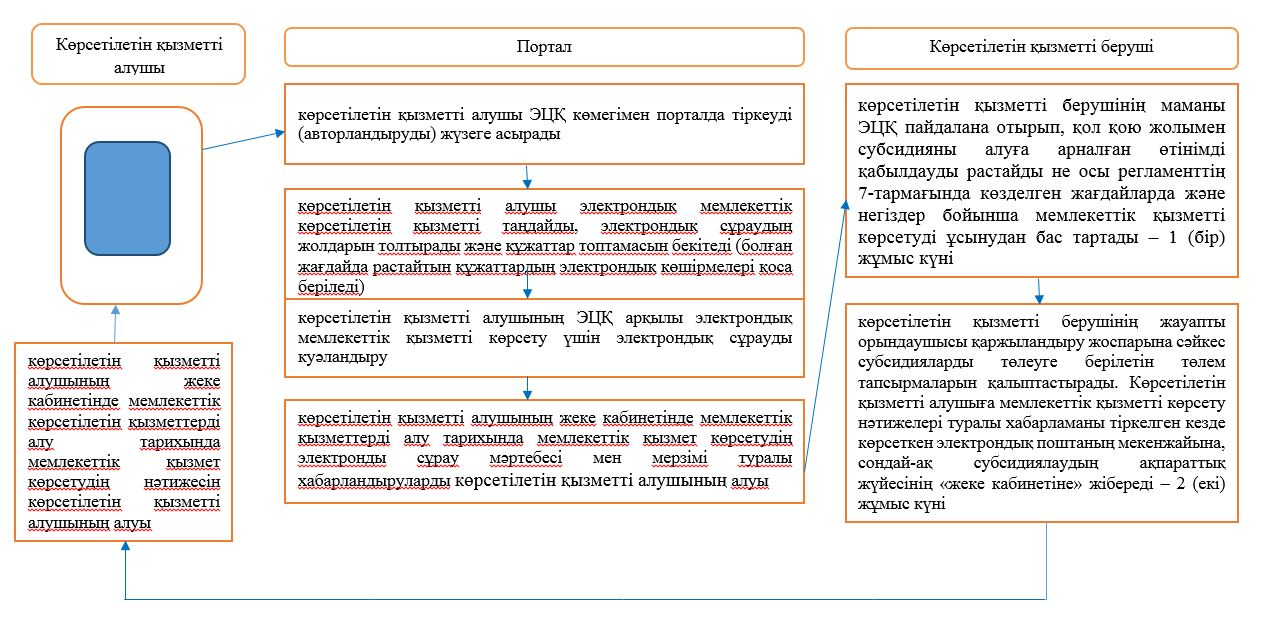 Көрсетілетін қызметті
алушы
Портал
Көрсетілетін қызметті беруші
көрсетілетін қызметті алушы ЭЦҚ көмегімен порталда тіркеуді
(авторландыруды) жүзеге асырады
көрсетілетін қызметті алушы электрондық мемлекеттік
көрсетілетін қызметті таңдайды, электрондық сұраудың
жолдарын толтырады және құжаттар топтамасын бекітеді (болған
жағдайда растайтын құжаттардың электрондық көшірмелері қоса
беріледі)
көрсетілетін қызметті алушының ЭЦҚ арқылы электрондық
мемлекеттік қызметті көрсету үшін электрондық сұрауды
куәландыру
көрсетілетін қызметті алушының жеке кабинетінде мемлекеттік
қызметтерді алу тарихында мемлекеттік қызмет көрсетудің
электронды сұрау мәртебесі мен мерзімі туралы
хабарландыруларды көрсетілетін қызметті алушының алуы
көрсетілетін қызметті берушінің маманы
ЭЦҚ пайдалана отырып, қол қою жолымен
субсидияны алуға арналған өтінімді
қабылдауды растайды не осы регламенттің
7-тармағында көзделген жағдайларда және
негіздер бойынша мемлекеттік қызметті
көрсетуді ұсынудан бас тартады – 1 (бір)
жұмыс күні
көрсетілетін қызметті берушінің жауапты
орындаушысы қаржыландыру жоспарына сәйкес
субсидияларды төлеуге берілетін төлем
тапсырмаларын қалыптастырады. Көрсетілетін
қызметті алушыға мемлекеттік қызметті көрсету
нәтижелері туралы хабарламаны тіркелген кезде
көрсеткен электрондық поштаның мекенжайына,
сондай-ақ субсидиялаудың ақпараттық
жүйесінің «жеке кабинетіне» жібереді – 2 (екі)
жұмыс күні
көрсетілетін қызметті
алушының жеке
кабинетінде мемлекеттік
көрсетілетін қызметтерді
алу тарихында
мемлекеттік қызмет
көрсетудің нәтижесін
көрсетілетін қызметті
алушының алуы